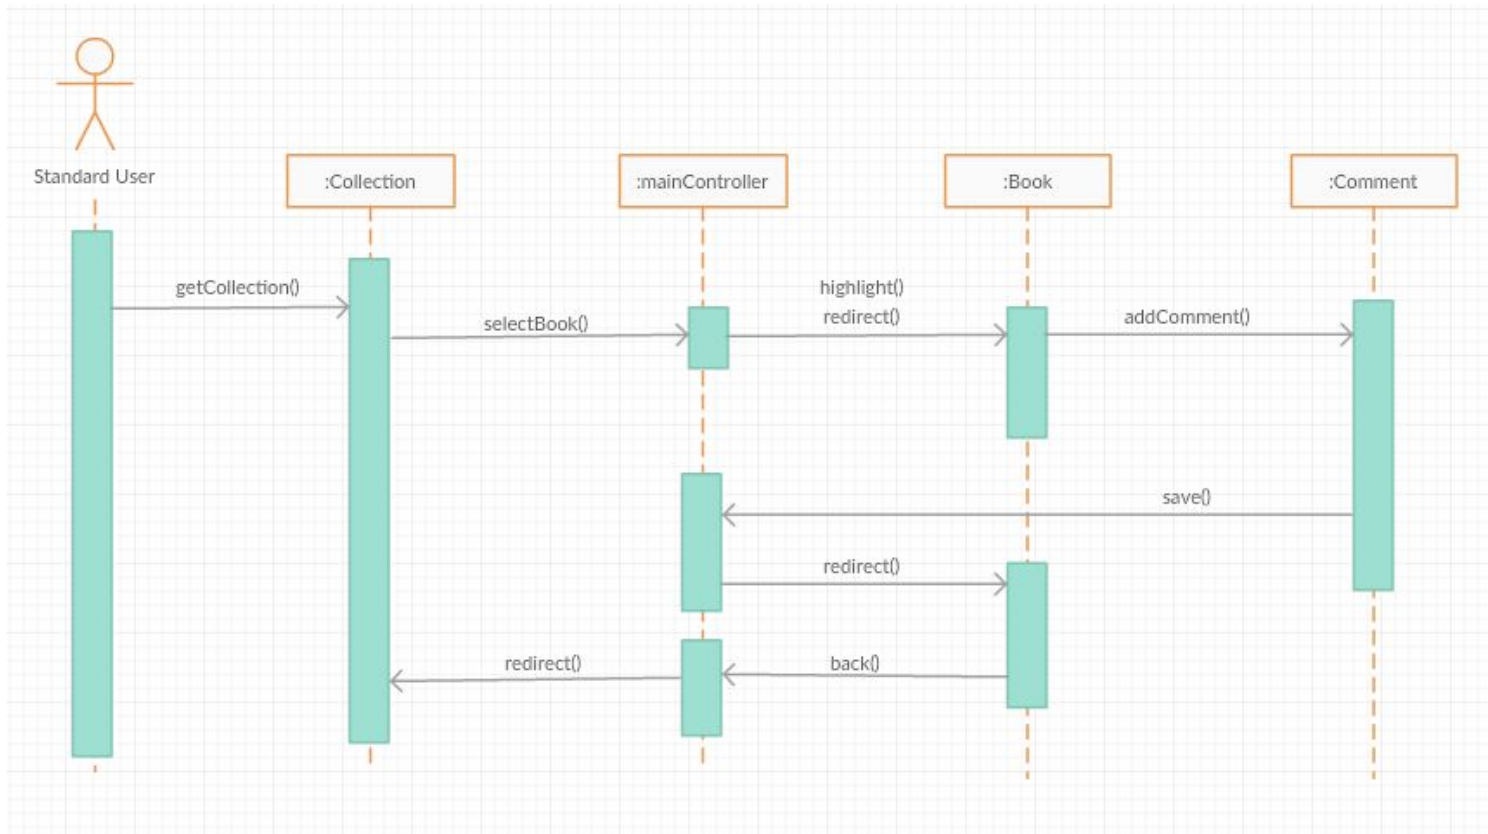 Standard User
:Collection
:mainController
:Book
:Comment
getCollection()
selectBook()
highlight()
redirect()
addComment()
save()
redirect()
redirect()
back()